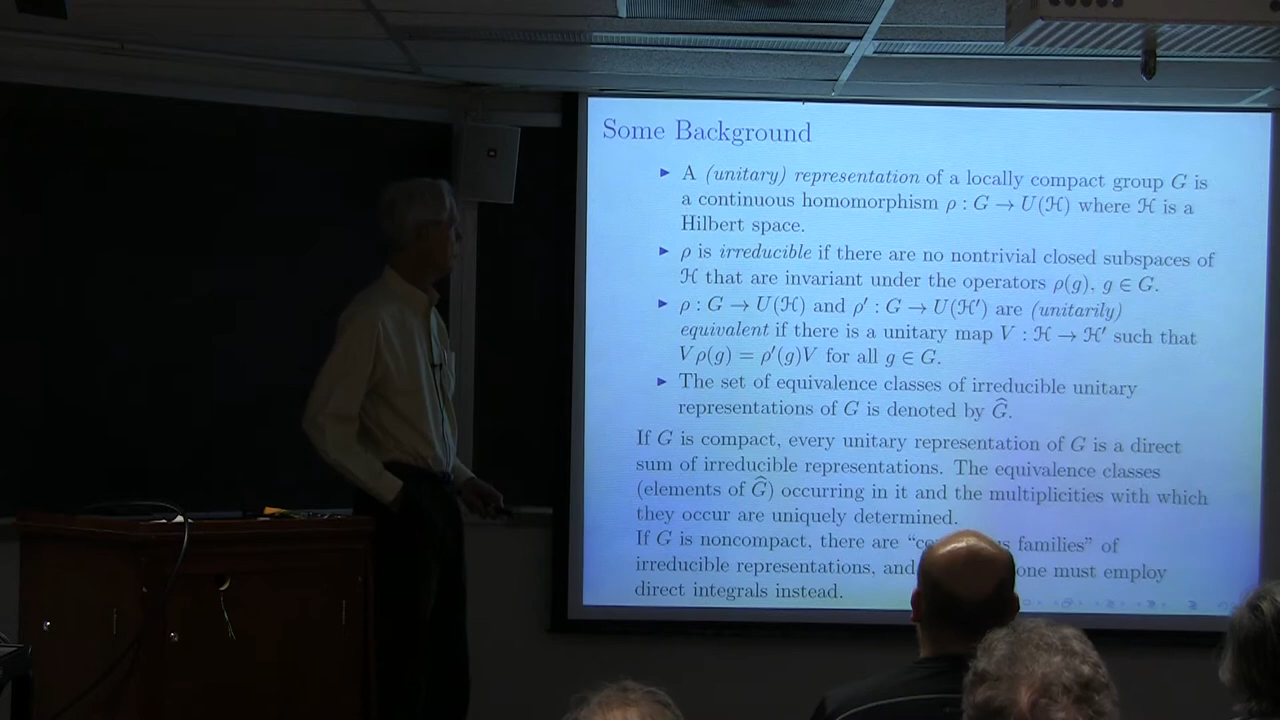 Some Background
▸ A (unitary) representation of a locally compact group G is
a continuous homomorphism ρ : G → U(ℋ) where ℋ is a
Hilbert space.
▸ ρ is irreducible if there are no nontrivial closed subspaces of
ℋ that are invariant under the operators ρ(g), g ∈ G.
▸ ρ : G → U(ℋ) and ρ′ : G → U(ℋ′) are (unitarily)
equivalent if there is a unitary map V : ℋ → ℋ′ such that
Vρ(g) = ρ′(g)V for all g ∈ G.
▸ The set of equivalence classes of irreducible unitary
representations of G is denoted by Ĝ.
If G is compact, every unitary representation of G is a direct
sum of irreducible representations. The equivalence classes
(elements of Ĝ) occurring in it and the multiplicities with which
they occur are uniquely determined.
If G is noncompact, there are families” of
irreducible representations, and one must employ
direct integrals instead.